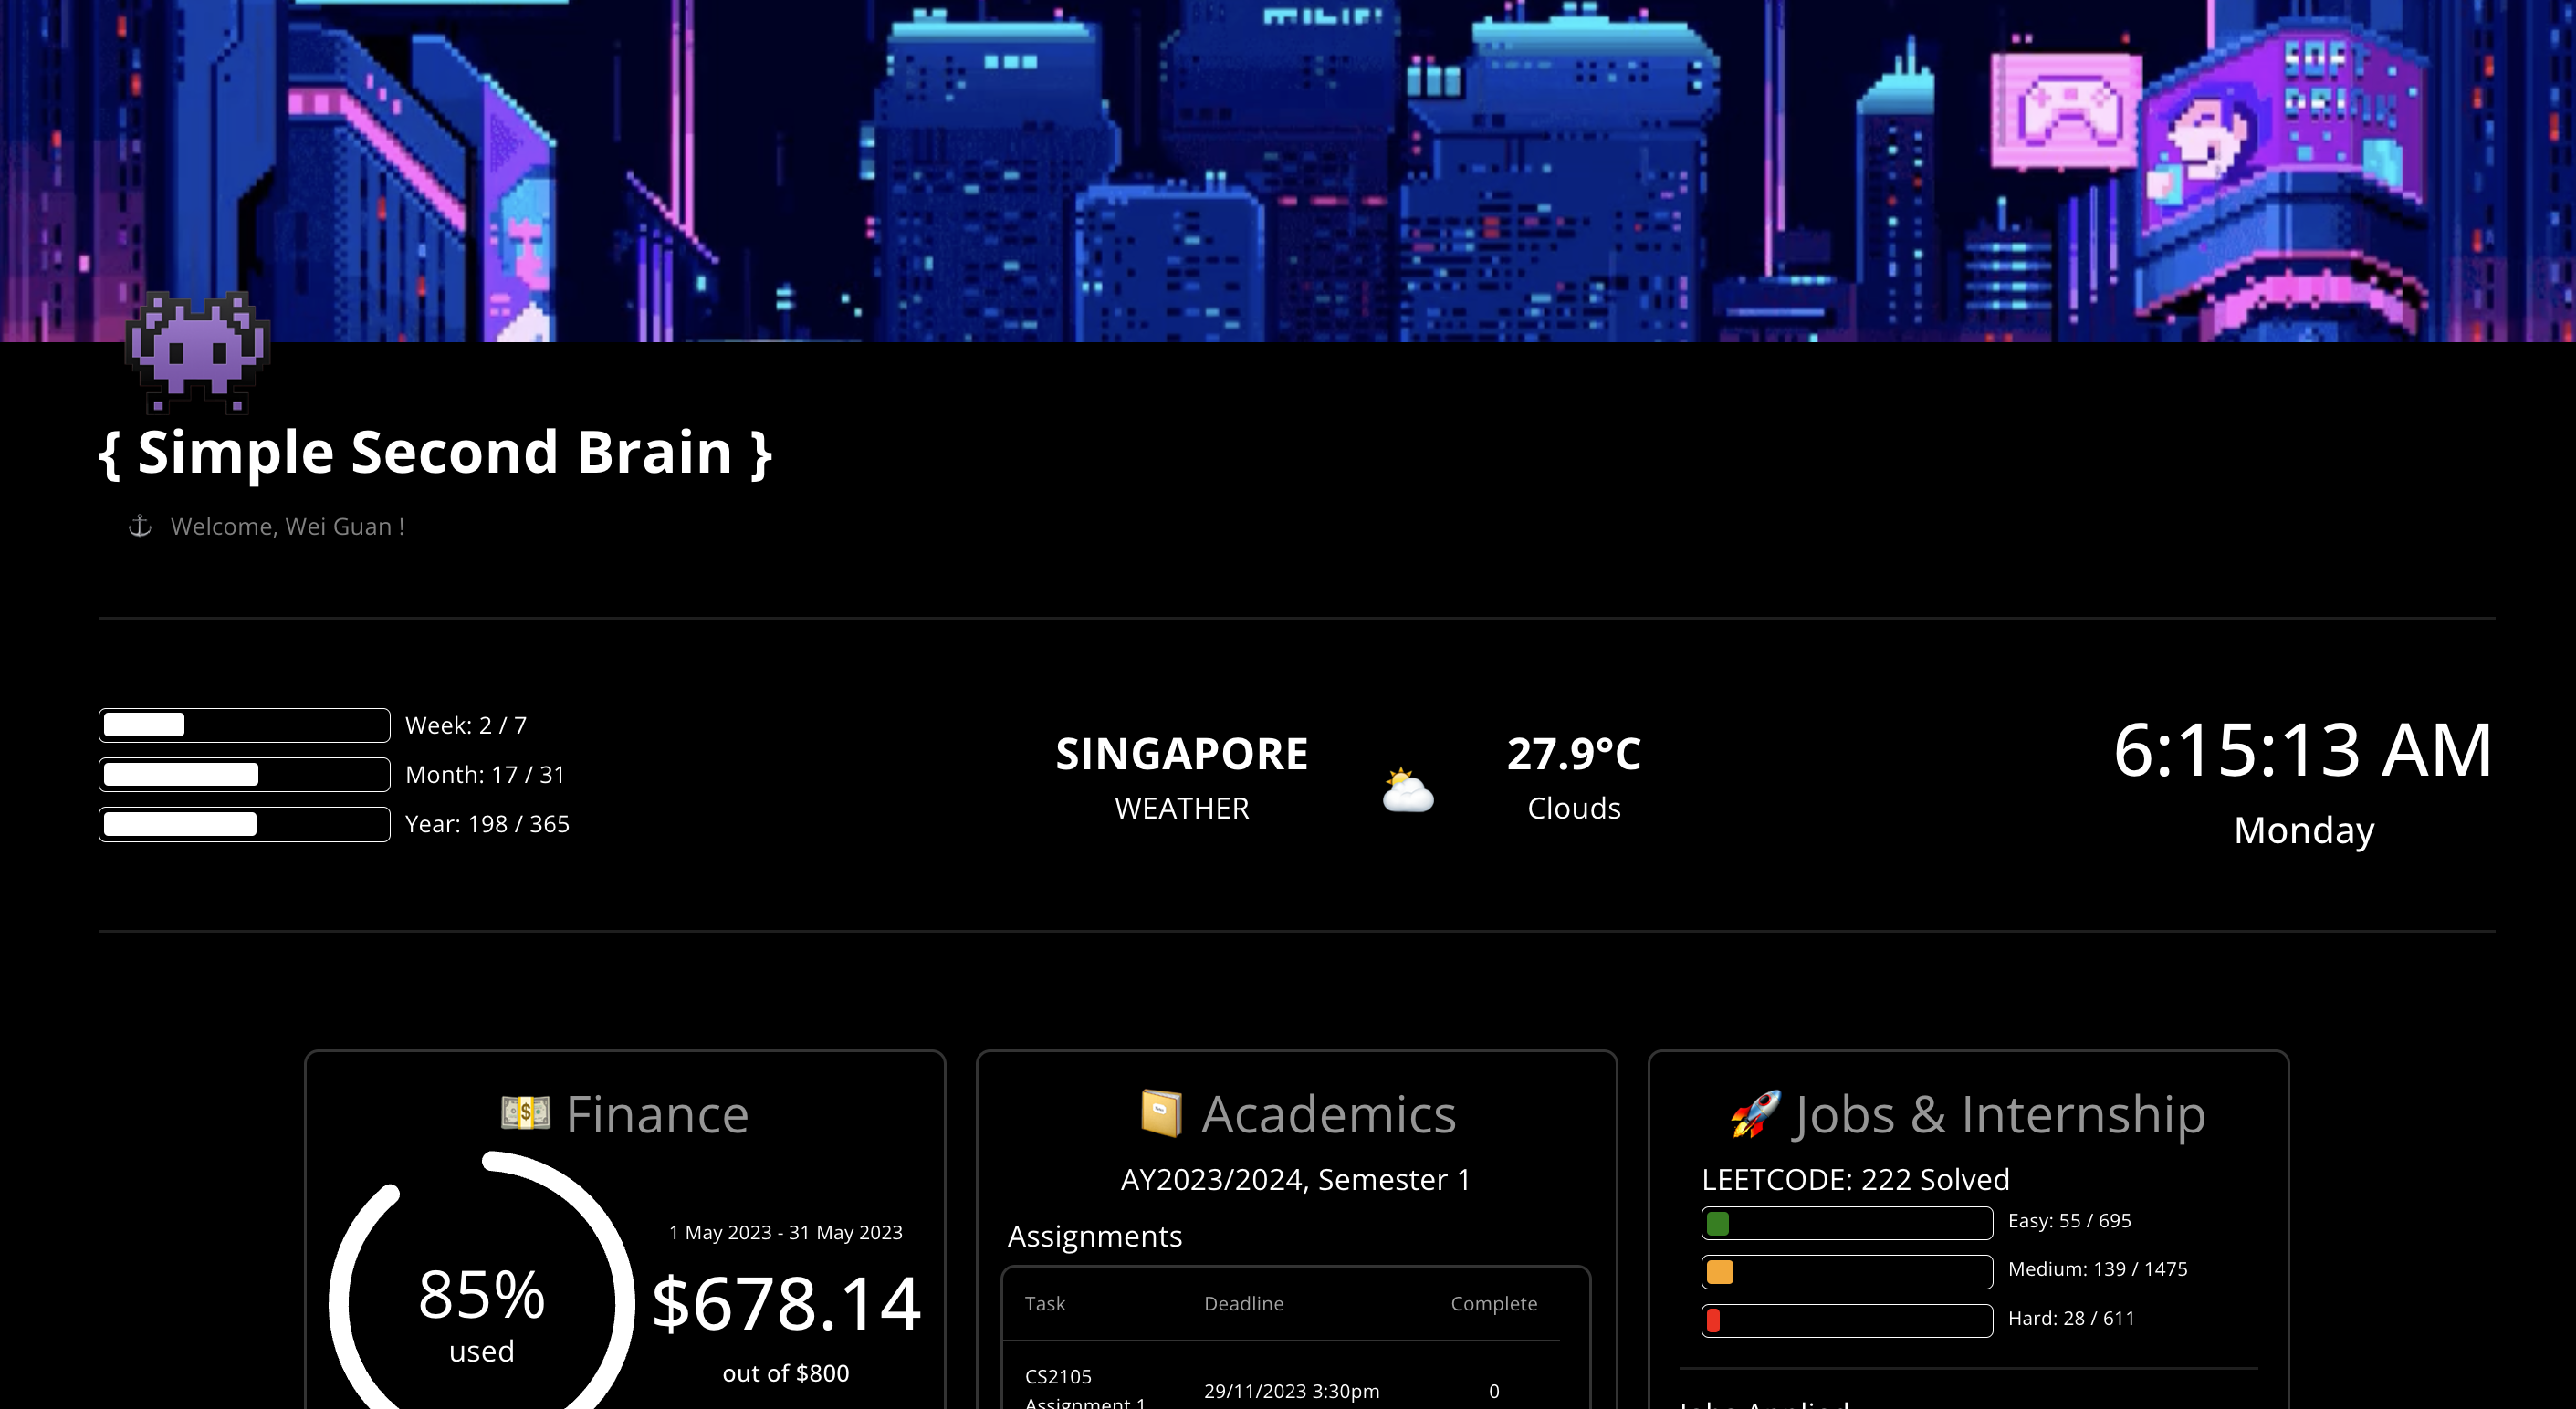 { Simple Second Brain }
Welcome, Wei Guan !
Week: 2 / 7
Month: 17 / 31
Year: 198 / 365
SINGAPORE
WEATHER
27.9°C
Clouds
6:15:13 AM
Monday
Finance
85%
used
1 May 2023 - 31 May 2023
$678.14
out of $800
Academics
AY2023/2024, Semester 1
Assignments
Task Deadline Complete
CS2105
Assignment 1
29/11/2023 3:30pm
0
Jobs & Internship
LEETCODE: 222 Solved
Easy: 55 / 695
Medium: 139 / 1475
Hard: 28 / 611
Jobs Applied